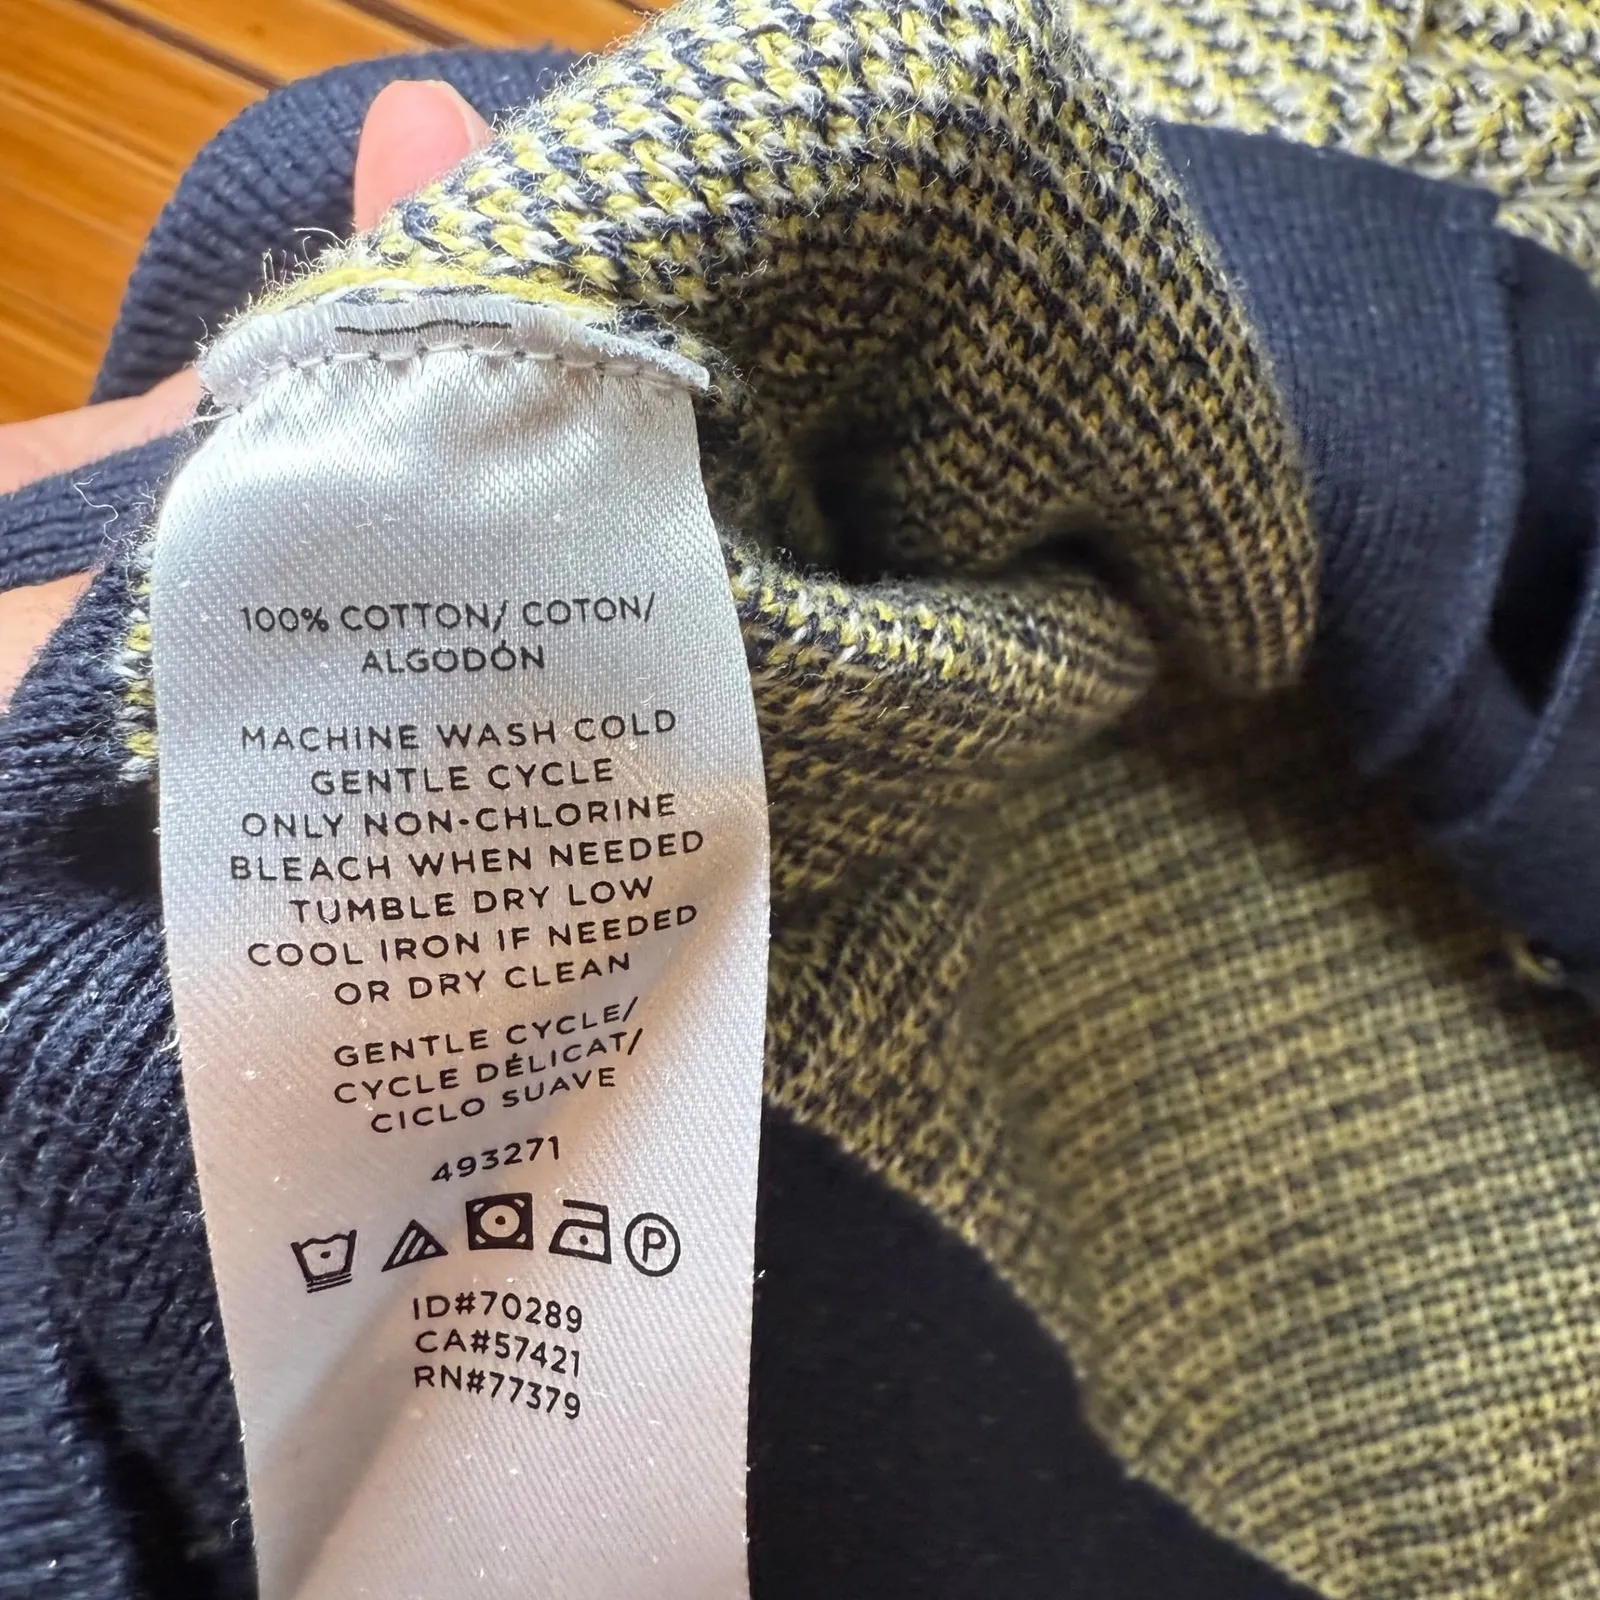 100% COTTON/ COTON/
ALGODÓN
MACHINE WASH COLD
GENTLE CYCLE
ONLY NON-CHLORINE
BLEACH WHEN NEEDED
TUMBLE DRY LOW
COOL IRON IF NEEDED
OR DRY CLEAN
GENTLE CYCLE/
CYCLE DÉLICAT/
CICLO SUAVE
493271
P
ID#70289
CA#57421
RN#77379